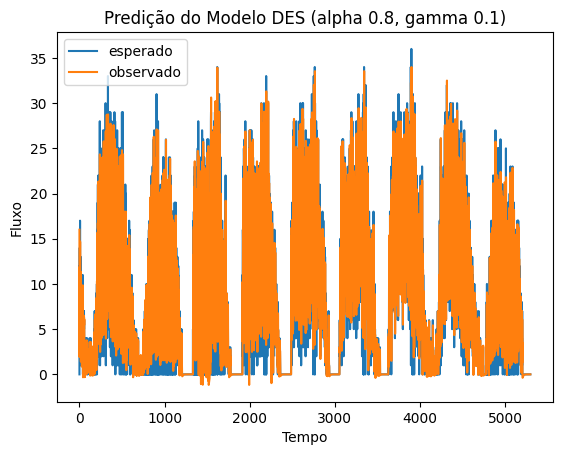 Predição do Modelo DES (alpha 0.8, gamma 0.1)
esperado
observado
35
30
25
20
15
10
5
0
Fluxo
0 1000 2000 3000 4000 5000
Tempo